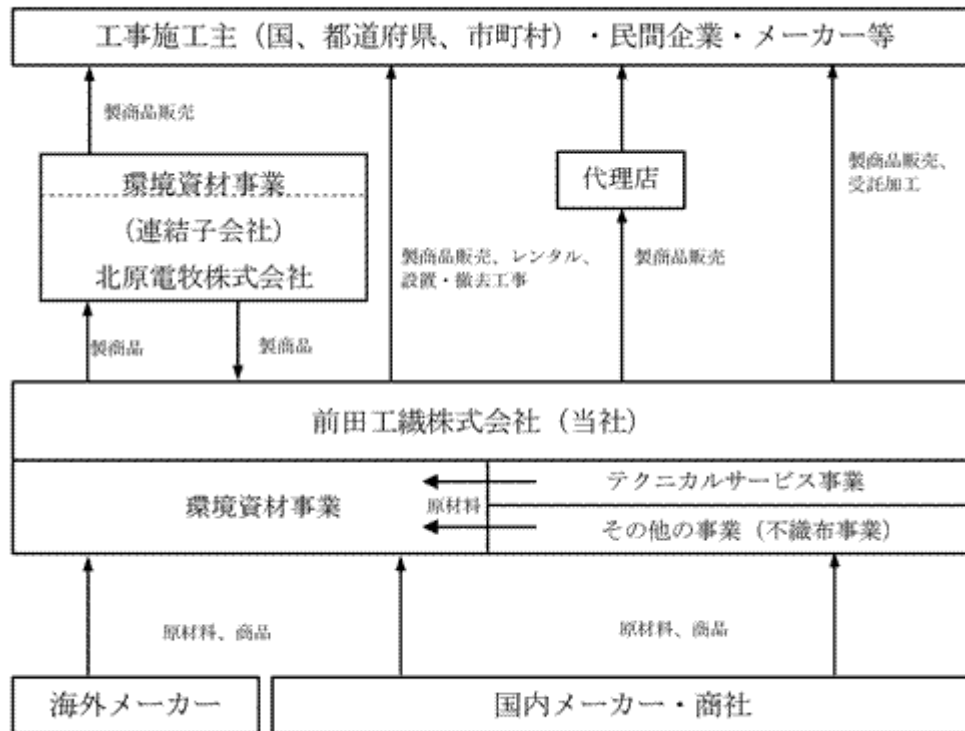 工事施工主（国、都道府県、市町村）・民間企業・メーカー等
製商品販売
環境資材事業
（連結子会社）
北原電牧株式会社
代理店
製商品販売、
受託加工
製商品販売、レンタル、
設置・撤去工事
製商品販売
製商品
製商品
前田工繊株式会社（当社）
環境資材事業
原材料
テクニカルサービス事業
その他の事業（不織布事業）
原材料、商品
原材料、商品
海外メーカー
国内メーカー・商社